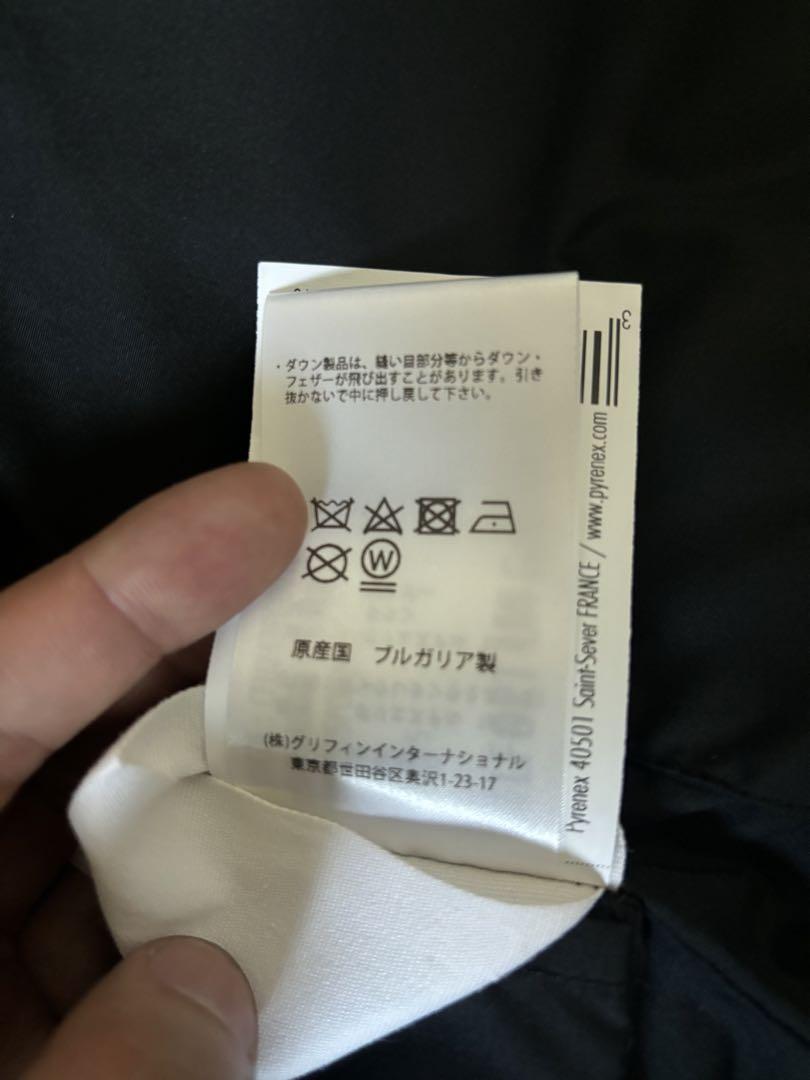 ・ダウン製品は、縫い目部分等からダウン・
フェザーが飛び出すことがあります。引き
抜かないで中に押し戻して下さい。
W
原産国 ブルガリア製
(株)グリフィンインターナショナル
東京都世田谷区奥沢1-23-17
3
Pyrenex 40501 Saint-Sever FRANCE / www.pyrenex.com